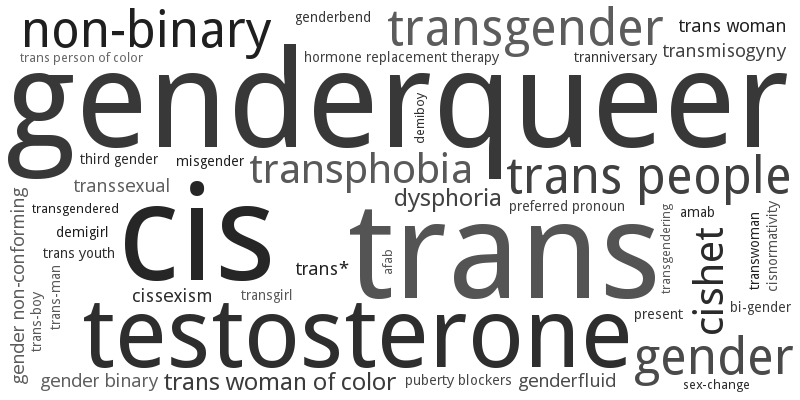 genderbend
non-binary
transgender
trans woman
trans person of color
hormone replacement therapy
tranniversary
transmisogyny
genderqueer
demiboy
third gender
misgender
transphobia
trans people
transsexual
dysphoria
preferred pronoun
gender non-conforming
transgendered
cis
trans
transgendering
amab
transwoman
cisnormativity
demigirl
trans youth
trans*
afab
cishet
trans-boy
trans-man
cissexism
transgirl
testosterone
present
bi-gender
gender
gender binary
trans woman of color
puberty blockers
genderfluid
sex-change